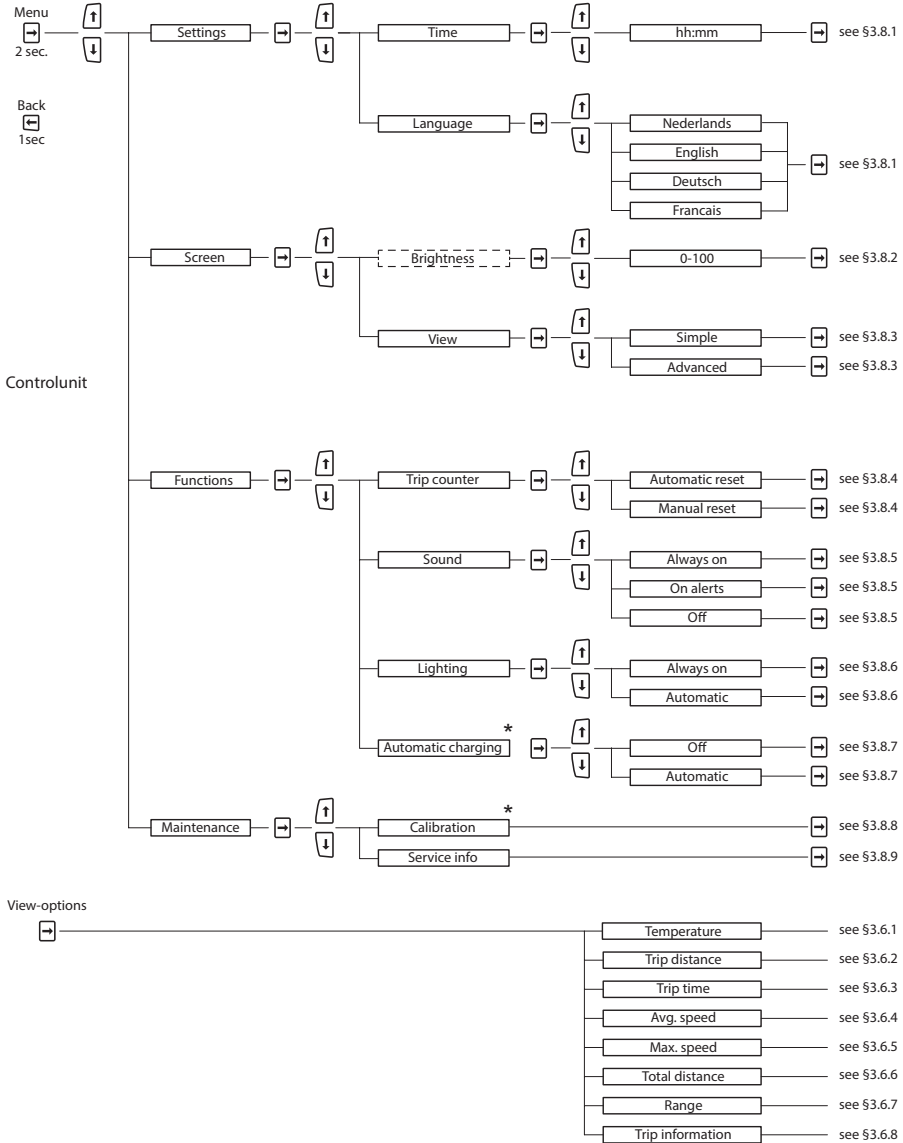 Menu
2 sec.
Settings
Time
hh:mm
see §3.8.1
Back
1sec
Language
Nederlands
English
Deutsch
Francais
see §3.8.1
Screen
Brightness
0-100
see §3.8.2
View
Simple
see §3.8.3
Advanced
see §3.8.3
Controlunit
Functions
Trip counter
Automatic reset
see §3.8.4
Manual reset
see §3.8.4
Sound
Always on
see §3.8.5
On alerts
see §3.8.5
Off
see §3.8.5
Lighting
Always on
see §3.8.6
Automatic
see §3.8.6
Automatic charging *
Off
see §3.8.7
Automatic
see §3.8.7
Maintenance
Calibration *
see §3.8.8
Service info
see §3.8.9
View-options
Temperature
see §3.6.1
Trip distance
see §3.6.2
Trip time
see §3.6.3
Avg. speed
see §3.6.4
Max. speed
see §3.6.5
Total distance
see §3.6.6
Range
see §3.6.7
Trip information
see §3.6.8